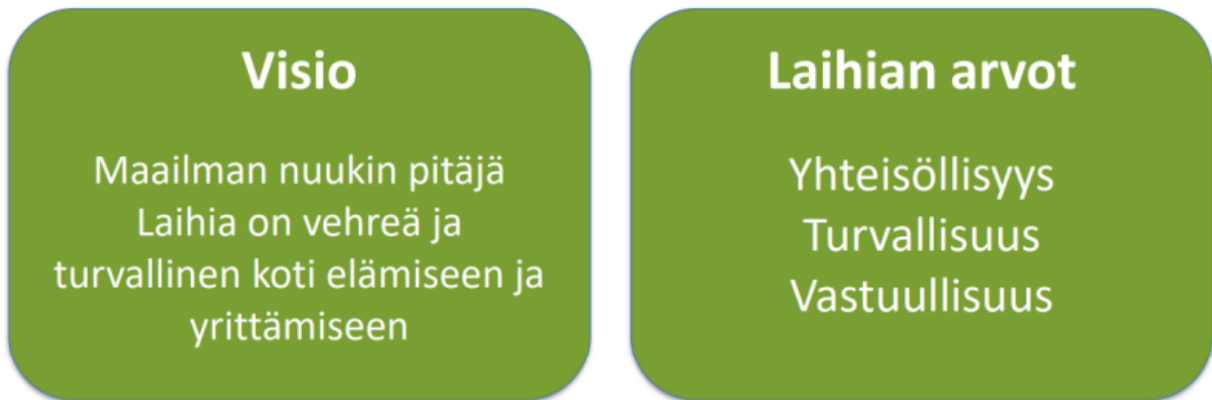 Visio
Maailman nuukin pitäjä
Laihia on vehreä ja
turvallinen koti elämiseen ja
yrittämiseen
Laihian arvot
Yhteisöllisyys
Turvallisuus
Vastuullisuus